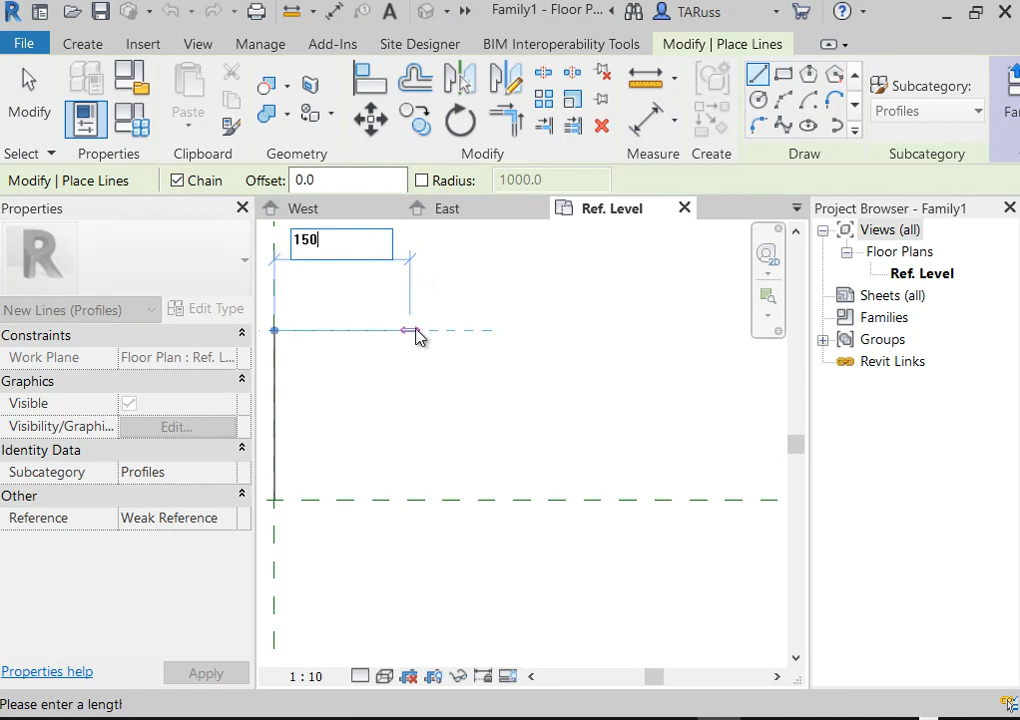 Family1 - Floor P...
TARuss
File
Create
Insert
View
Manage
Add-Ins
Site Designer
BIM Interoperability Tools
Modify | Place Lines
Modify
Paste
Subcategory:
Profiles
Select
Properties
Clipboard
Geometry
Modify
Measure
Create
Draw
Subcategory
Modify | Place Lines
Chain
Offset:
0.0
Radius:
1000.0
Properties
West
East
Ref. Level
Project Browser - Family1
R
New Lines (Profiles)
Edit Type
Constraints
Work Plane
Floor Plan : Ref. L...
Graphics
Visible
Visibility/Graphi...
Edit...
Identity Data
Subcategory
Profiles
Other
Reference
Weak Reference
Properties help
Apply
150
2D
Views (all)
Floor Plans
Ref. Level
Sheets (all)
Families
Groups
Revit Links
1 : 10
Please enter a length